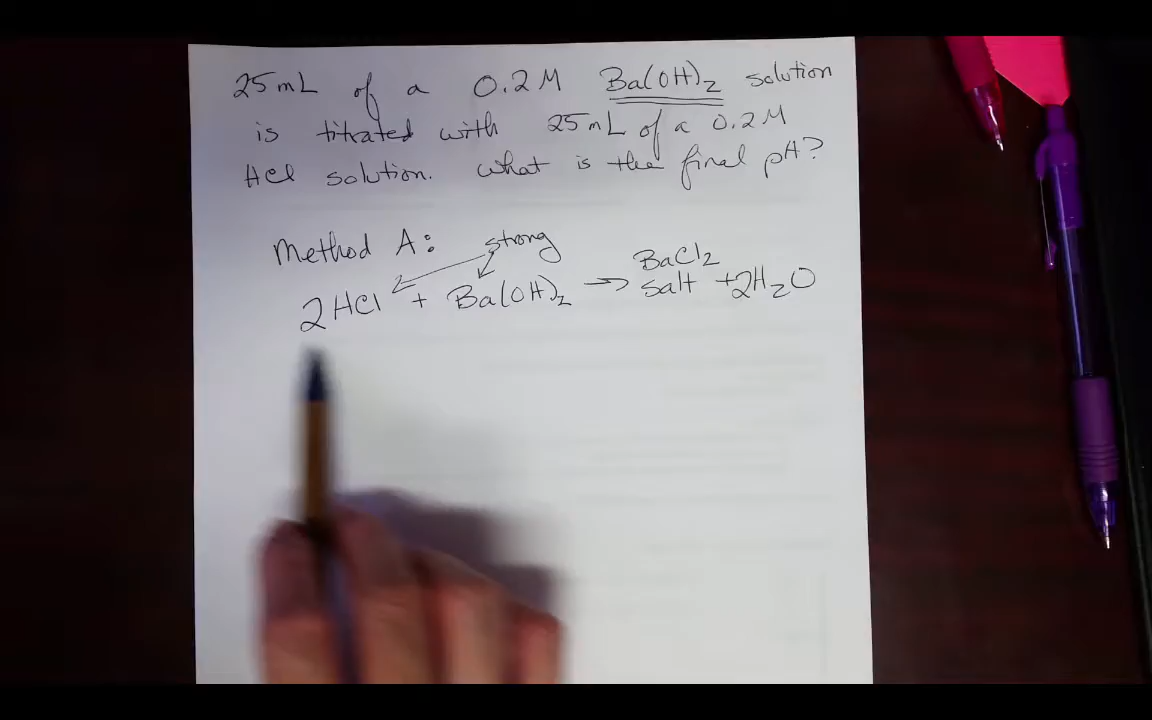 25mL of a 0.2M Ba(OH)2 solution
is titrated with 25mL of a 0.2M
HCl solution. What is the final pH?
Method A: strong
BaCl2
2HCl + Ba(OH)2 → salt + 2H2O